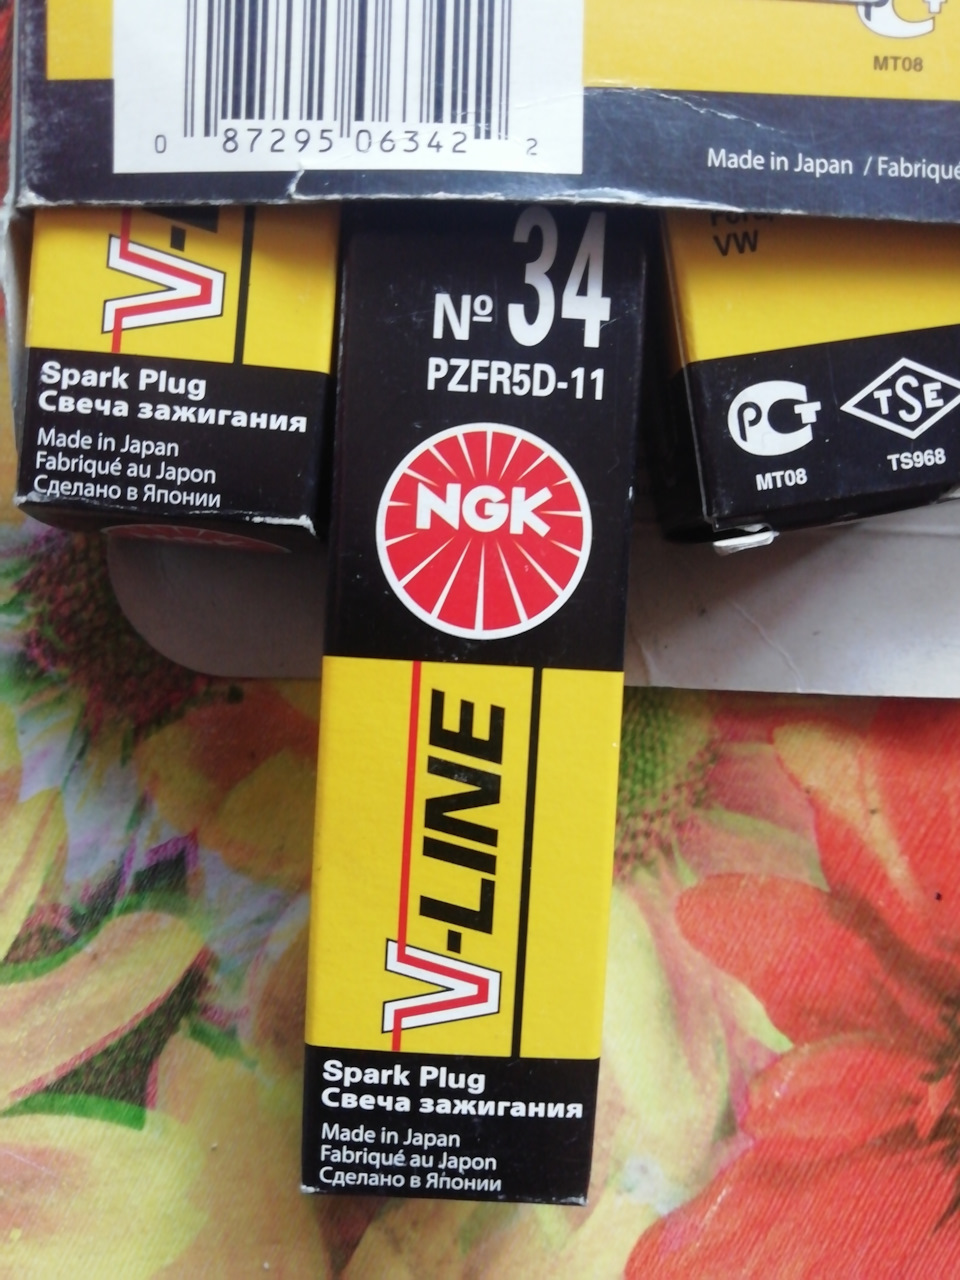 MT08
0 87295 06342 2
Made in Japan / Fabriqué
V-L
Spark Plug
Свеча зажигания
Made in Japan
Fabriqué au Japon
Сделано в Японии
Nº 34
PZFR5D-11
NGK
V-LINE
Spark Plug
Свеча зажигания
Made in Japan
Fabriqué au Japon
Сделано в Японии
VW
PCT
TSE
MT08
TS968